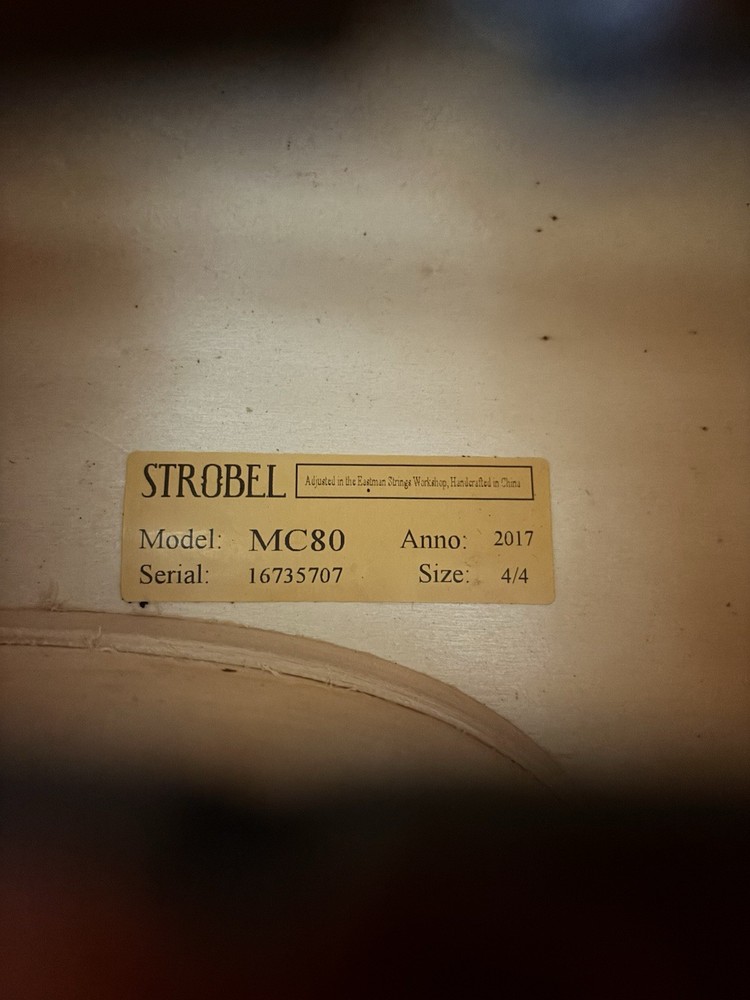 STROBEL Adjusted in the Eastman Strings Workshop, Handcrafted in China
Model: MC80 Anno: 2017
Serial: 16735707 Size: 4/4